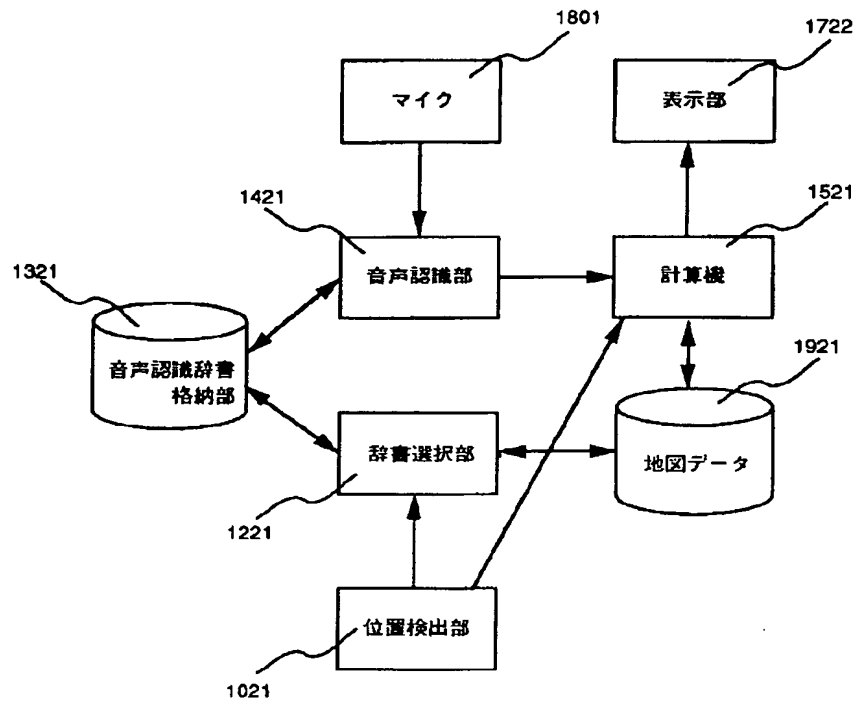 1801
1722
マイク
表示部
1421
1521
1321
音声認識部
計算機
1921
音声認識辞書
格納部
辞書選択部
地図データ
1221
位置検出部
1021